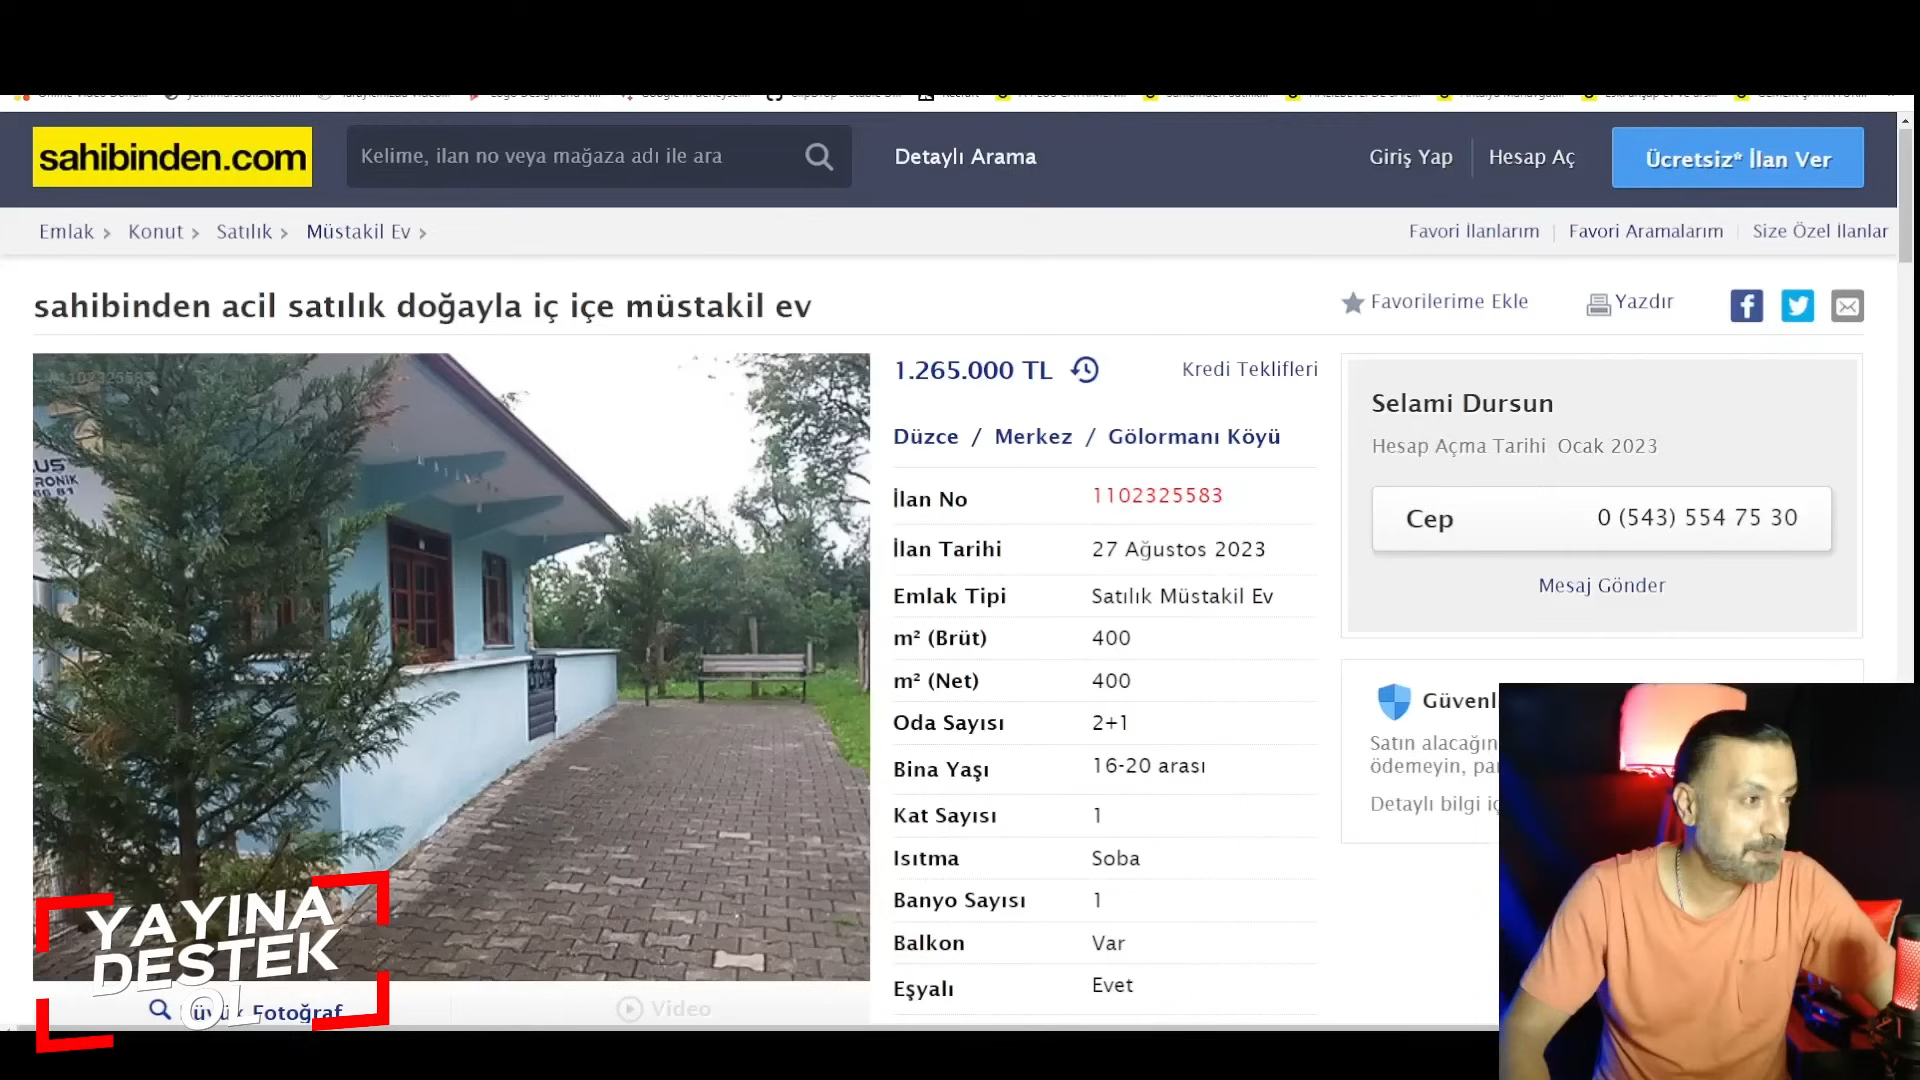 sahibinden.com
Kelime, ilan no veya mağaza adı ile ara
Detaylı Arama
Giriş Yap
Hesap Aç
Ücretsiz* İlan Ver
Emlak
Konut
Satılık
Müstakil Ev
Favori İlanlarım
Favori Aramalarım
Size Özel İlanlar
sahibinden acil satılık doğayla iç içe müstakil ev
Favorilerime Ekle
Yazdır
1.265.000 TL
Kredi Teklifleri
Düzce / Merkez / Gölormanı Köyü
İlan No 1102325583
İlan Tarihi 27 Ağustos 2023
Emlak Tipi Satılık Müstakil Ev
m² (Brüt) 400
m² (Net) 400
Oda Sayısı 2+1
Bina Yaşı 16-20 arası
Kat Sayısı 1
Isıtma Soba
Banyo Sayısı 1
Balkon Var
Eşyalı Evet
Selami Dursun
Hesap Açma Tarihi Ocak 2023
Cep 0 (543) 554 75 30
Mesaj Gönder
Satın alacağın
ödemeyin,
Detaylı bilgi
YAYINA
DESTEK
OL
Fotoğraf
Video